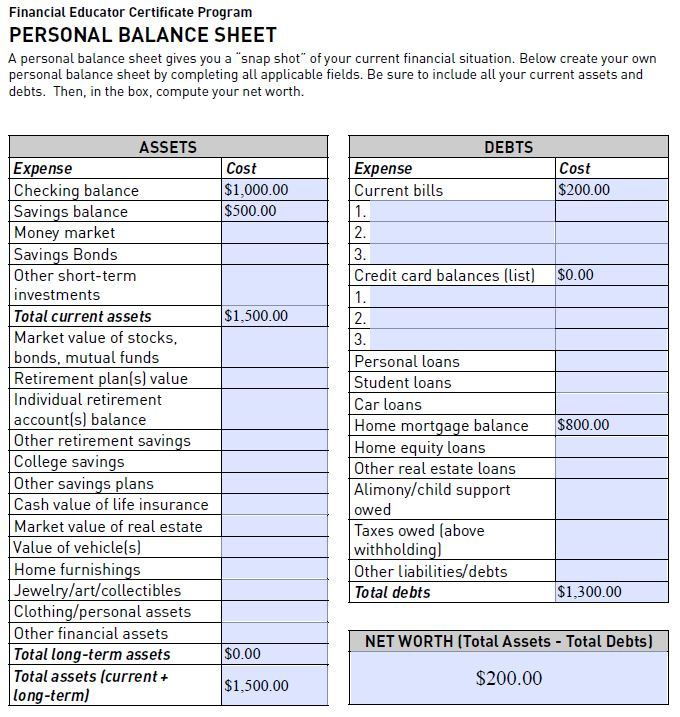 Financial Educator Certificate Program
PERSONAL BALANCE SHEET
A personal balance sheet gives you a "snap shot" of your current financial situation. Below create your own
personal balance sheet by completing all applicable fields. Be sure to include all your current assets and
debts. Then, in the box, compute your net worth.
ASSETS
Expense Cost
Checking balance $1,000.00
Savings balance $500.00
Money market
Savings Bonds
Other short-term
investments
Total current assets $1,500.00
Market value of stocks,
bonds, mutual funds
Retirement plan(s) value
Individual retirement
account(s) balance
Other retirement savings
College savings
Other savings plans
Cash value of life insurance
Market value of real estate
Value of vehicle(s)
Home furnishings
Jewelry/art/collectibles
Clothing/personal assets
Other financial assets
Total long-term assets $0.00
Total assets (current +
long-term) $1,500.00
DEBTS
Expense Cost
Current bills $200.00
1.
2.
3.
Credit card balances (list) $0.00
1.
2.
3.
Personal loans
Student loans
Car loans
Home mortgage balance $800.00
Home equity loans
Other real estate loans
Alimony/child support
owed
Taxes owed (above
withholding)
Other liabilities/debts
Total debts $1,300.00
NET WORTH (Total Assets - Total Debts)
$200.00